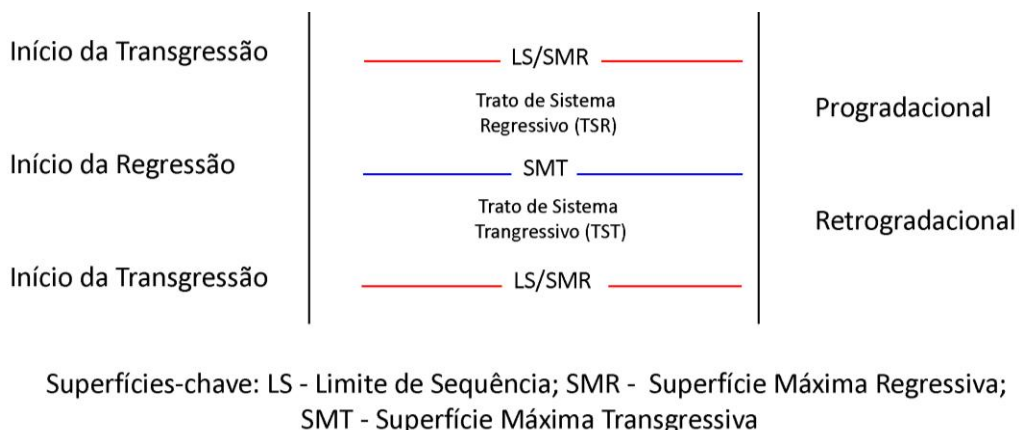 Início da Transgressão
LS/SMR
Trato de Sistema
Regressivo (TSR)
Progradacional
Início da Regressão
SMT
Trato de Sistema
Trangressivo (TST)
Retrogradacional
Início da Transgressão
LS/SMR
Superfícies-chave: LS - Limite de Sequência; SMR - Superfície Máxima Regressiva;
SMT - Superfície Máxima Transgressiva